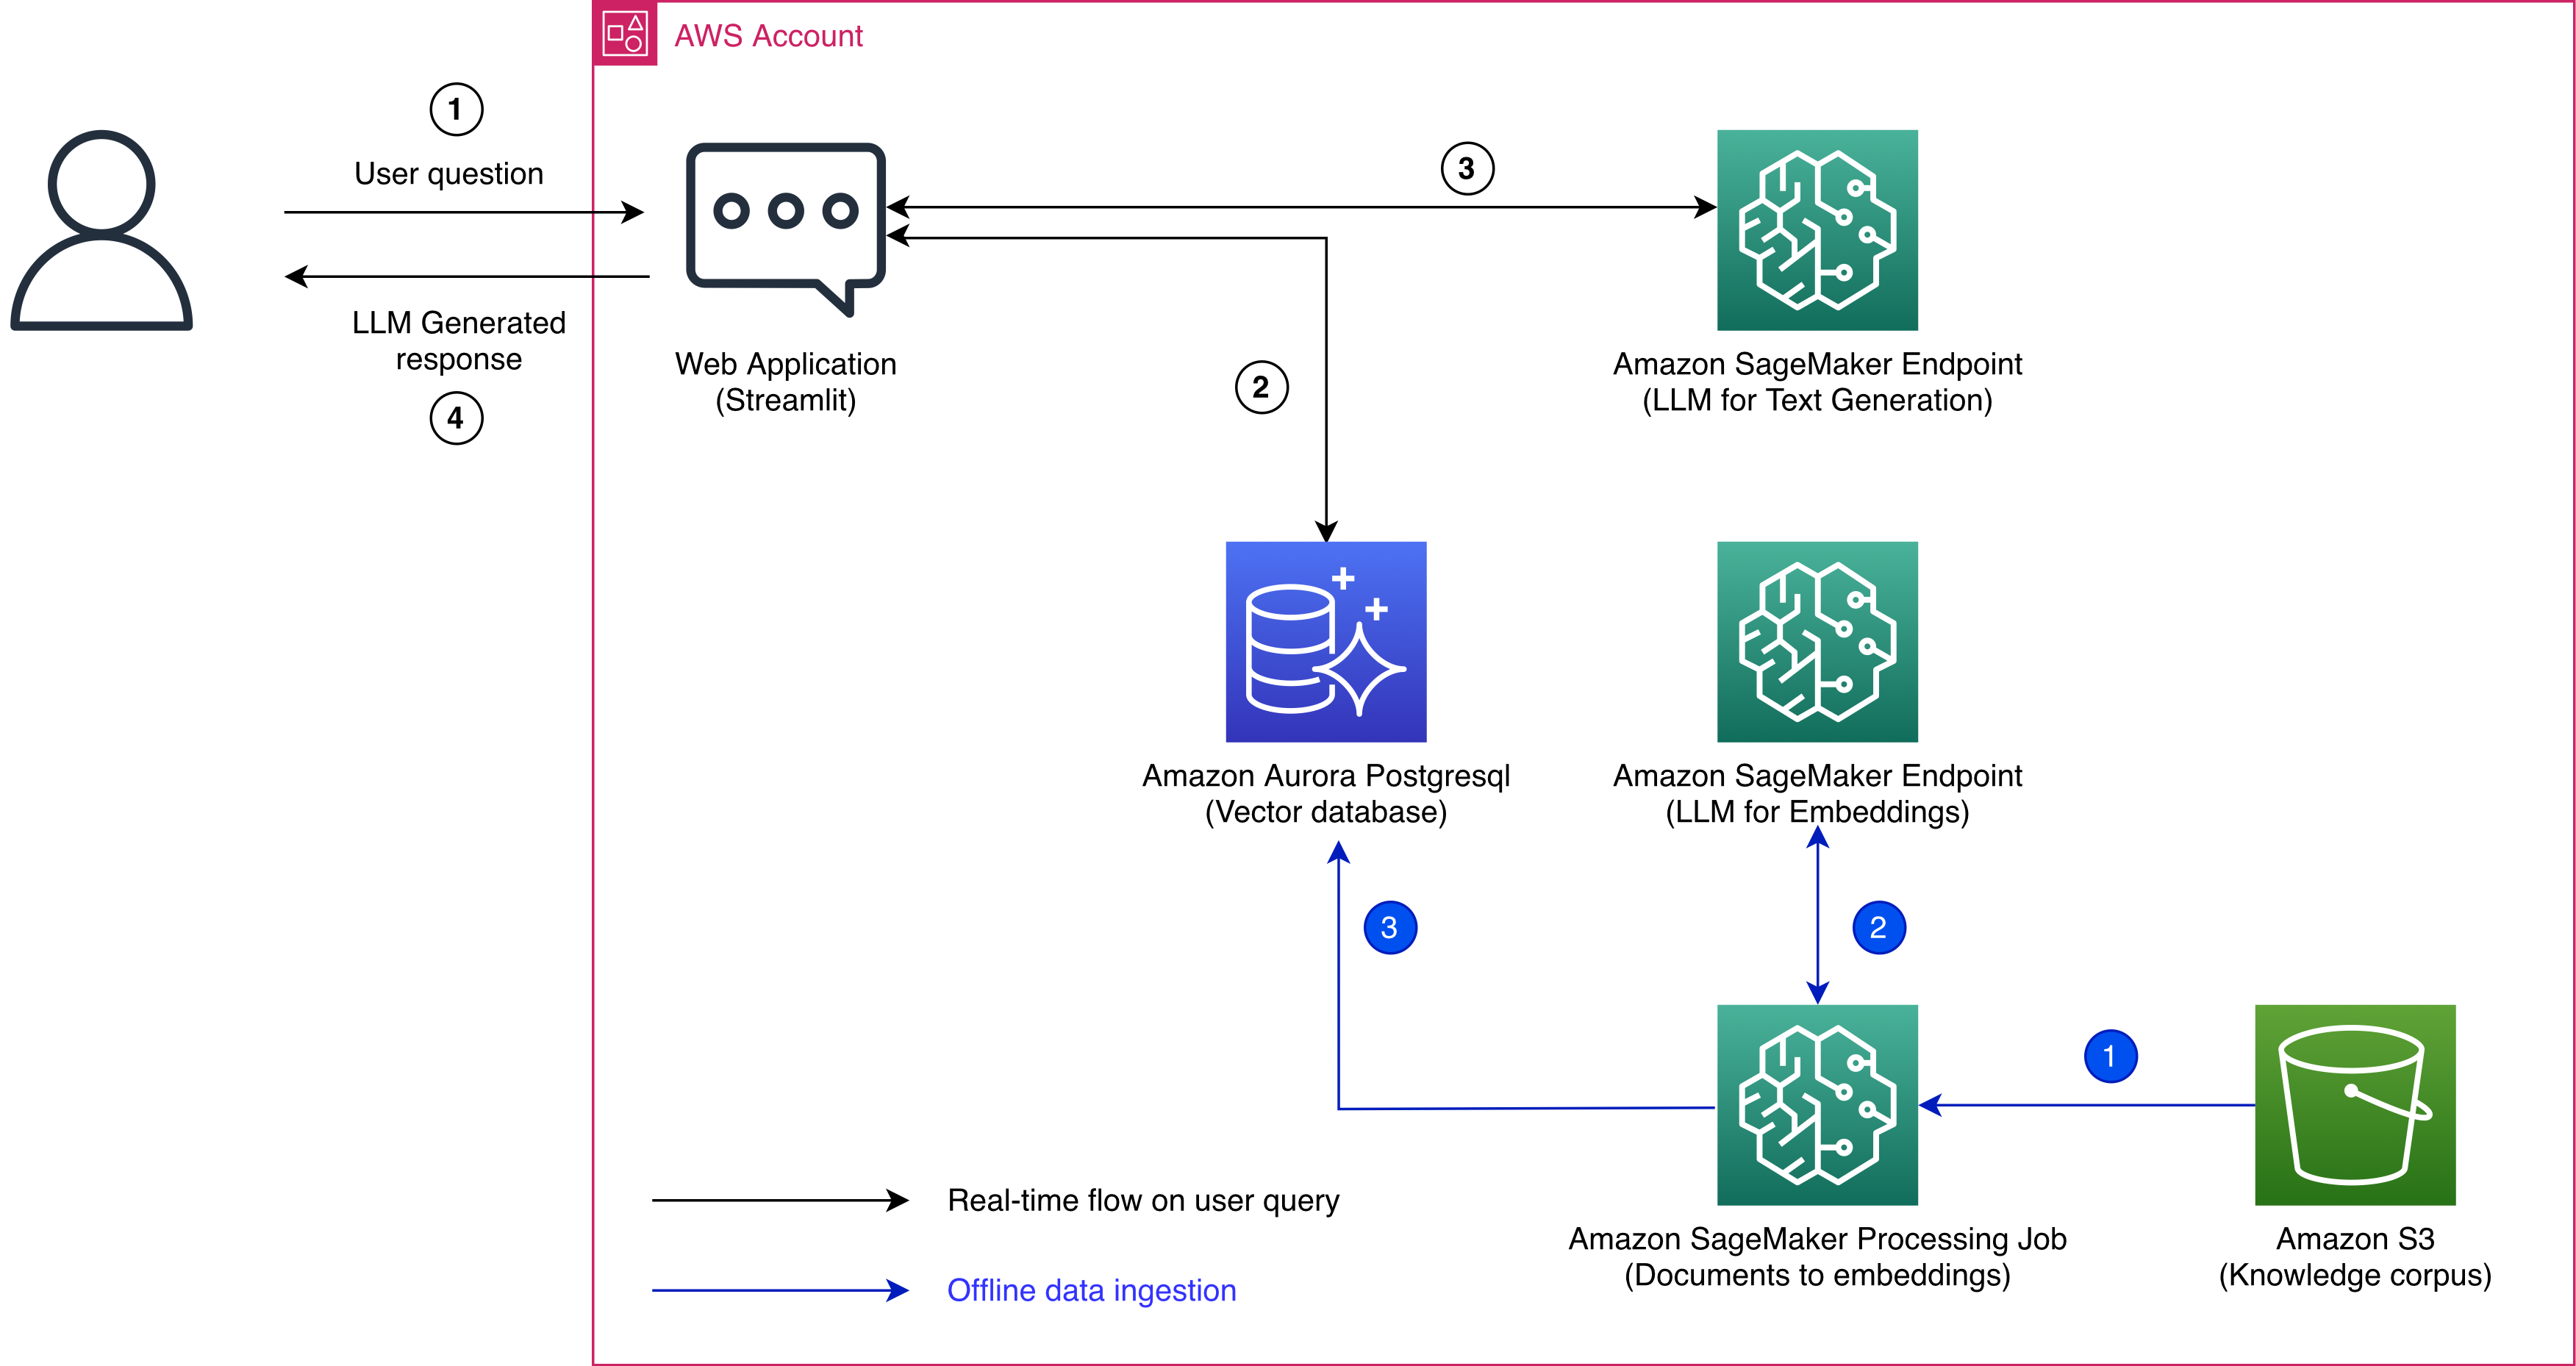 AWS Account
1
User question
LLM Generated
response
4
Web Application
(Streamlit)
3
2
Amazon SageMaker Endpoint
(LLM for Text Generation)
Amazon Aurora Postgresql
(Vector database)
Amazon SageMaker Endpoint
(LLM for Embeddings)
3
2
1
Amazon SageMaker Processing Job
(Documents to embeddings)
Amazon S3
(Knowledge corpus)
Real-time flow on user query
Offline data ingestion